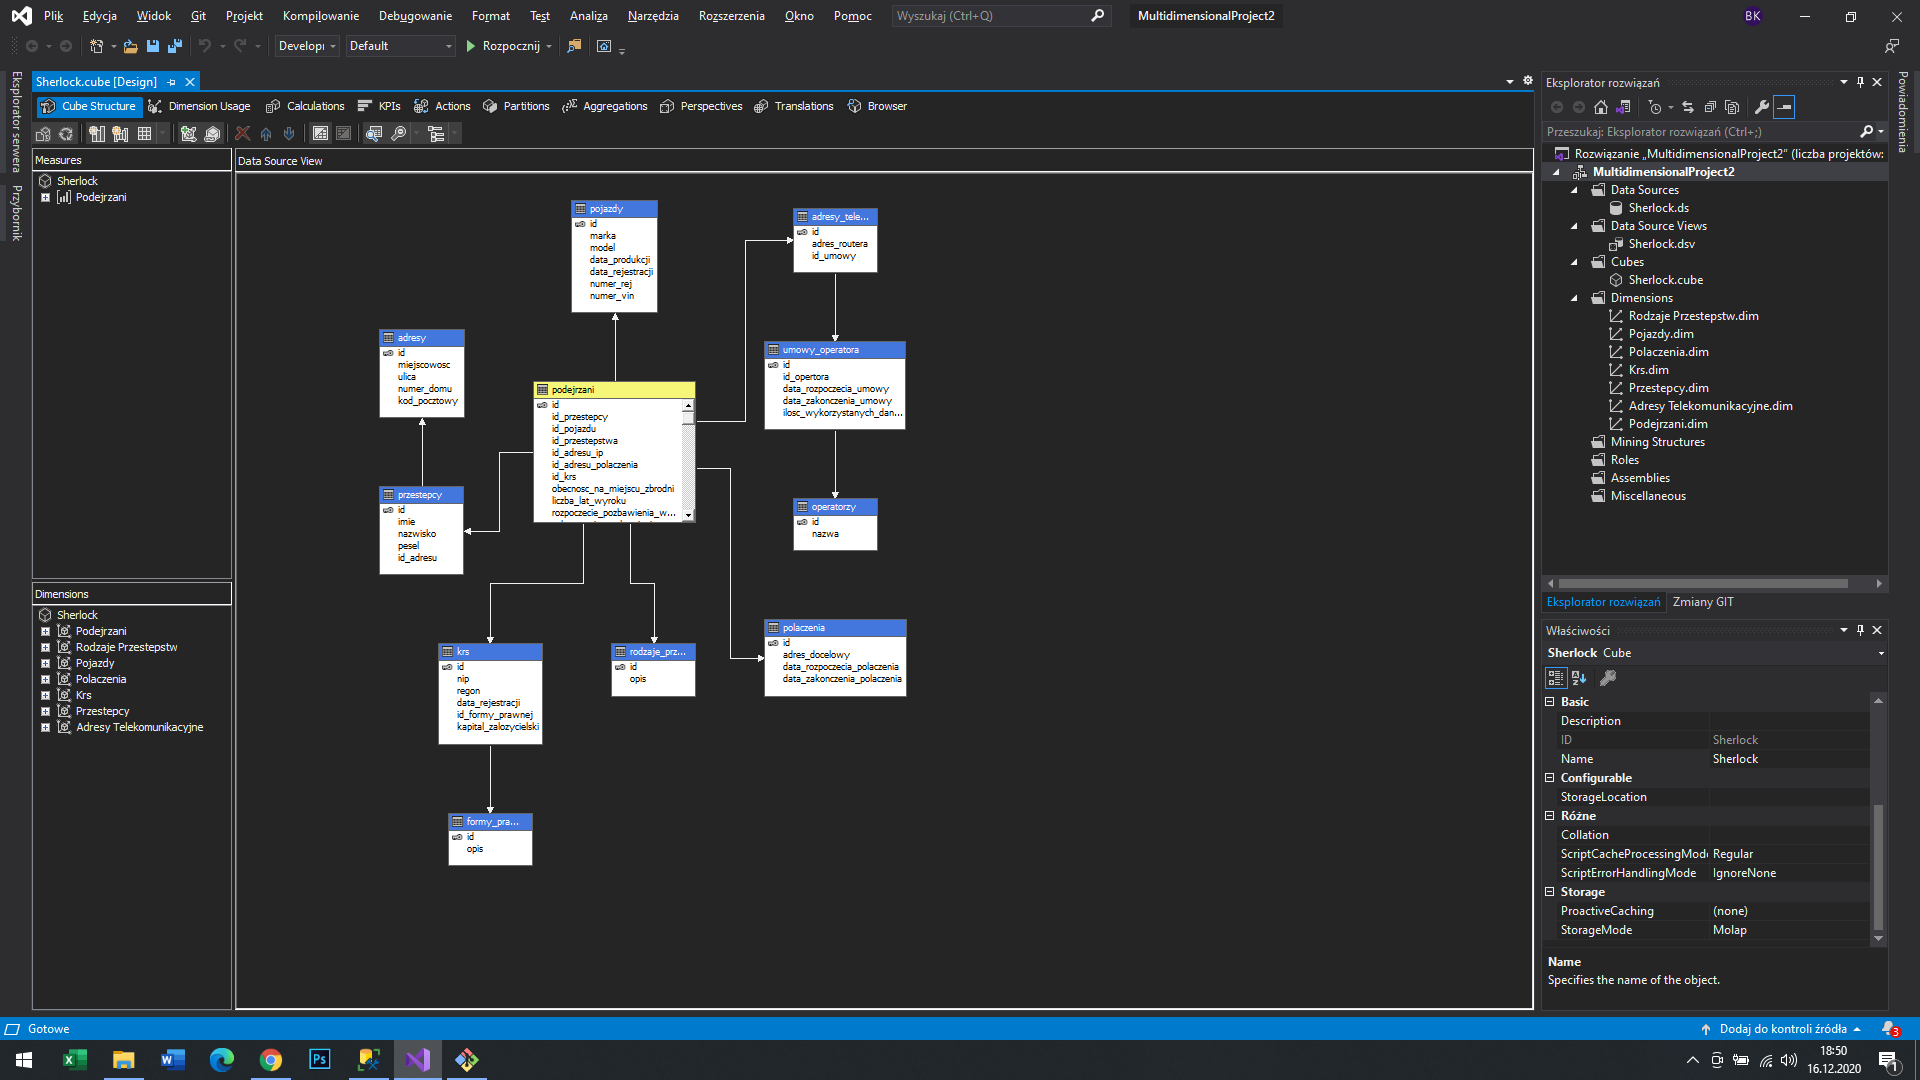 Plik Edycja Widok Git Projekt Kompilowanie Debugowanie Format Test Analiza Narzędzia Rozszerzenia Okno Pomoc Wyszukaj (Ctrl+Q) MultidimensionalProject2 BK
Developı Default Rozpocznij
Eksplorator serwera
Przybornik
Sherlock.cube [Design]
Cube Structure Dimension Usage Calculations KPIs Actions Partitions Aggregations Perspectives Translations Browser
Measures
Sherlock
Podejrzani
Dimensions
Sherlock
Podejrzani
Rodzaje Przestepstw
Pojazdy
Polaczenia
Krs
Przestepcy
Adresy Telekomunikacyjne
Data Source View
pojazdy
id
marka
model
data_produkcji
data_rejestracji
numer_rej
numer_vin
adresy_tele...
id
adres_routera
id_umowy
adresy
id
miejscowosc
ulica
numer_domu
kod_pocztowy
umowy_operatora
id
id_opertora
data_rozpoczecia_umowy
data_zakonczenia_umowy
ilosc_wykorzystanych_dan...
podejrzani
id
id_przestepcy
id_pojazdu
id_przestepstwa
id_adresu_ip
id_adresu_polaczenia
id_krs
obecnosc_na_miejscu_zbrodni
liczba_lat_wyroku
rozpoczecie_pozbawienia_w...
przestepcy
id
imie
nazwisko
pesel
id_adresu
operatorzy
id
nazwa
krs
id
nip
regon
data_rejestracji
id_formy_prawnej
kapital_zalozycielski
rodzaje_prz...
id
opis
polaczenia
id
adres_docelowy
data_rozpoczecia_polaczenia
data_zakonczenia_polaczenia
formy_pra...
id
opis
Eksplorator rozwiązań
Przeszukaj: Eksplorator rozwiązań (Ctrl+;)
Rozwiązanie „MultidimensionalProject2” (liczba projektów:
MultidimensionalProject2
Data Sources
Sherlock.ds
Data Source Views
Sherlock.dsv
Cubes
Sherlock.cube
Dimensions
Rodzaje Przestepstw.dim
Pojazdy.dim
Polaczenia.dim
Krs.dim
Przestepcy.dim
Adresy Telekomunikacyjne.dim
Podejrzani.dim
Mining Structures
Roles
Assemblies
Miscellaneous
Eksplorator rozwiązań Zmiany GIT
Właściwości
Sherlock Cube
Basic
Description
ID Sherlock
Name Sherlock
Configurable
StorageLocation
Różne
Collation
ScriptCacheProcessingMode Regular
ScriptErrorHandlingMode IgnoreNone
Storage
ProactiveCaching (none)
StorageMode Molap
Name
Specifies the name of the object.
Powiadomienia
Gotowe
Dodaj do kontroli źródła 3
18:50
16.12.2020
1